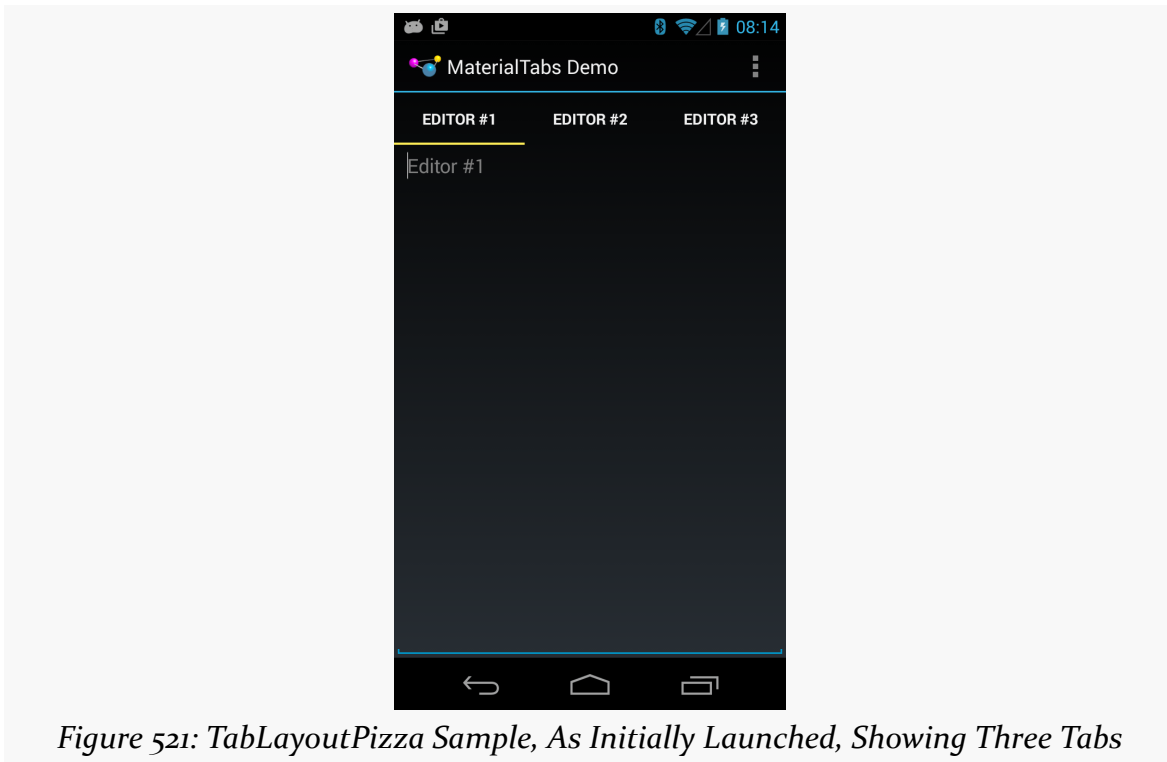 08:14
MaterialTabs Demo
EDITOR #1 EDITOR #2 EDITOR #3
Editor #1
Figure 521: TabLayoutPizza Sample, As Initially Launched, Showing Three Tabs